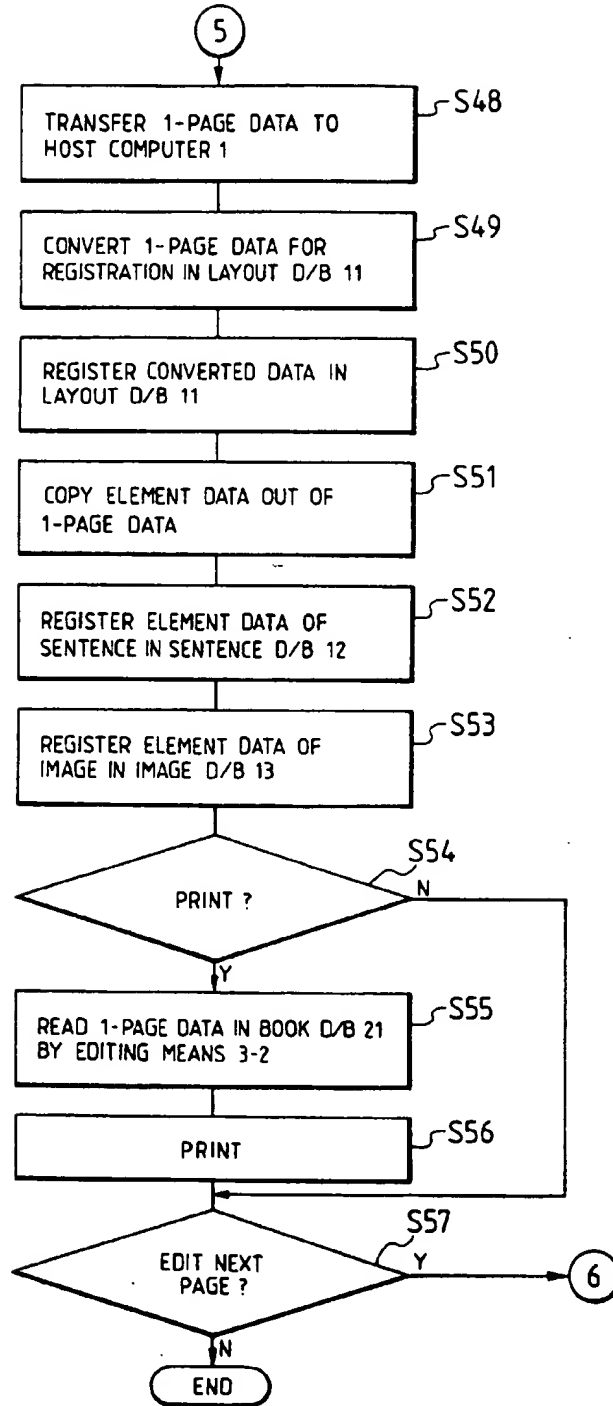 5
TRANSFER 1-PAGE DATA TO
HOST COMPUTER 1
S48
CONVERT 1-PAGE DATA FOR
REGISTRATION IN LAYOUT D/B 11
S49
REGISTER CONVERTED DATA IN
LAYOUT D/B 11
S50
COPY ELEMENT DATA OUT OF
1-PAGE DATA
S51
REGISTER ELEMENT DATA OF
SENTENCE IN SENTENCE D/B 12
S52
REGISTER ELEMENT DATA OF
IMAGE IN IMAGE D/B 13
S53
PRINT ?
S54
N
Y
READ 1-PAGE DATA IN BOOK D/B 21
BY EDITING MEANS 3-2
S55
PRINT
S56
EDIT NEXT
PAGE ?
S57
Y
6
N
END